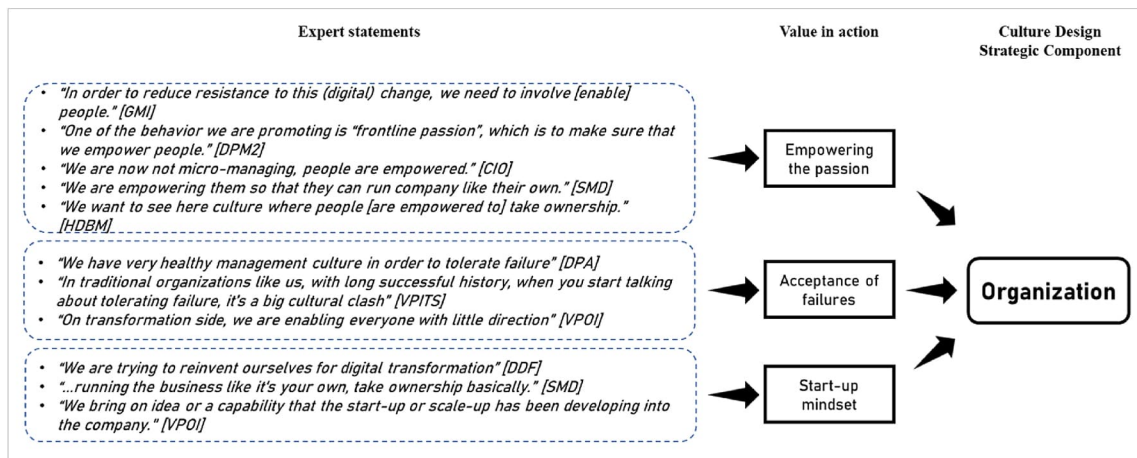 Expert statements
Value in action
Culture Design
Strategic Component
• “In order to reduce resistance to this (digital) change, we need to involve [enable]
people.” [GMI]
• “One of the behavior we are promoting is “frontline passion”, which is to make sure that
we empower people.” [DPM2]
• “We are now not micro-managing, people are empowered.” [CIO]
• “We are empowering them so that they can run company like their own.” [SMD]
• “We want to see here culture where people [are empowered to] take ownership.”
[HDBM]
Empowering
the passion
• “We have very healthy management culture in order to tolerate failure” [DPA]
• “In traditional organizations like us, with long successful history, when you start talking
about tolerating failure, it's a big cultural clash” [VPITS]
• “On transformation side, we are enabling everyone with little direction” [VPOI]
Acceptance of
failures
Organization
• “We are trying to reinvent ourselves for digital transformation” [DDF]
• “...running the business like it's your own, take ownership basically.” [SMD]
• “We bring on idea or a capability that the start-up or scale-up has been developing into
the company.” [VPOI]
Start-up
mindset